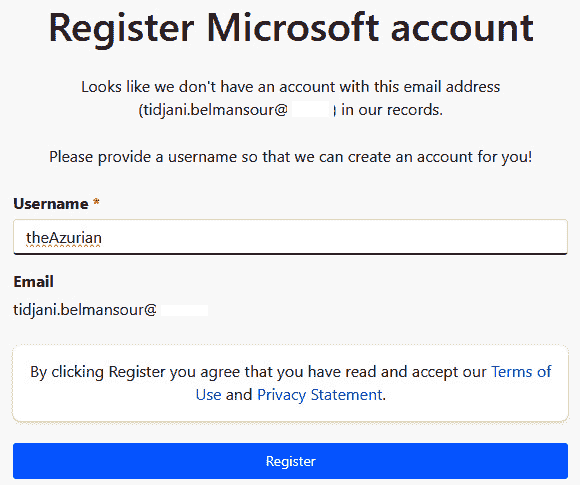 Register Microsoft account
Looks like we don't have an account with this email address
(tidjani.belmansour@ ) in our records.
Please provide a username so that we can create an account for you!
Username *
theAzurian
Email
tidjani.belmansour@
By clicking Register you agree that you have read and accept our Terms of
Use and Privacy Statement.
Register